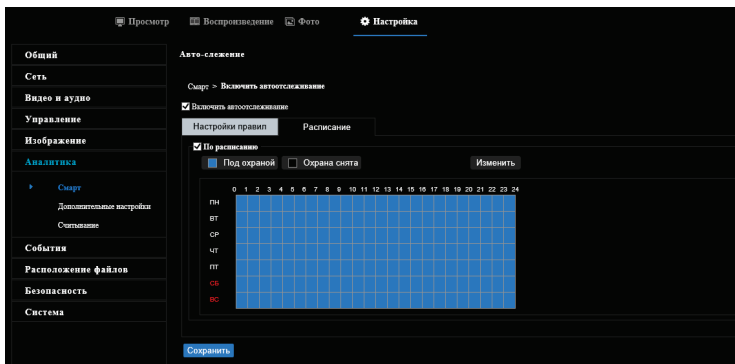 Просмотр Воспроизведение Фото Настройка
Общий
Сеть
Видео и аудио
Управление
Изображение
Аналитика
Смарт
Дополнительные настройки
Считывание
События
Расположение файлов
Безопасность
Система
Авто-слежение
Смарт > Включить автоотслеживание
Включить автоотслеживание
Настройки правил Расписание
По расписанию
Под охраной Охрана снята Изменить
0 1 2 3 4 5 6 7 8 9 10 11 12 13 14 15 16 17 18 19 20 21 22 23 24
ПН
ВТ
СР
ЧТ
ПТ
СБ
ВС
Сохранить